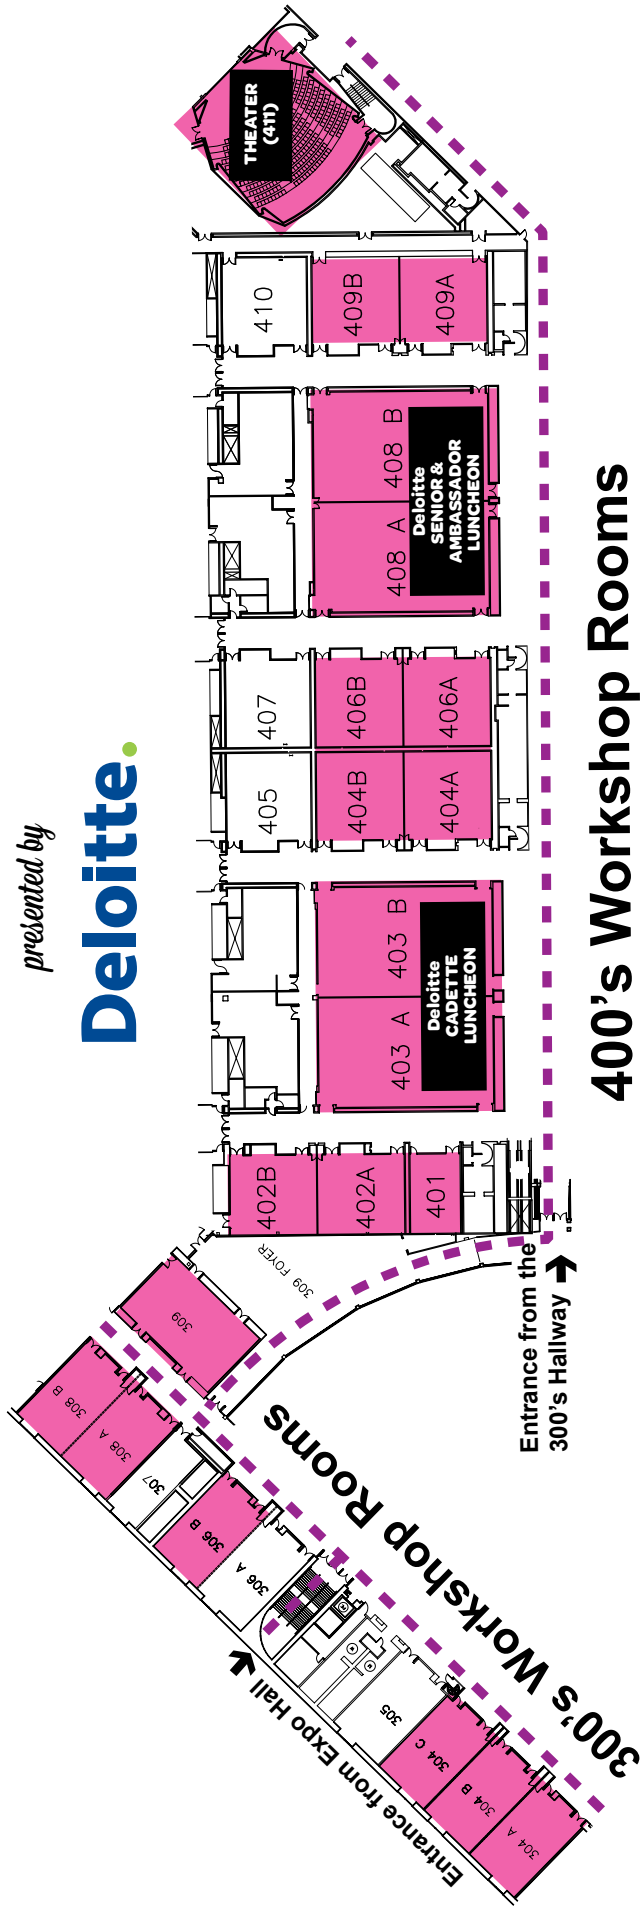 presented by
Deloitte.
300's Workshop Rooms
400's Workshop Rooms
Entrance from Expo Hall
Entrance from the
300's Hallway
304 A
304 B
304 C
305
306 A
306 B
307
308 A
308 B
309
309 FOYER
401
402A
402B
403 A
403 B
Deloitte
CADETTE
LUNCHEON
404A
404B
405
406A
406B
407
408 A
408 B
Deloitte
SENIOR &
AMBASSADOR
LUNCHEON
409A
409B
410
THEATER
(411)